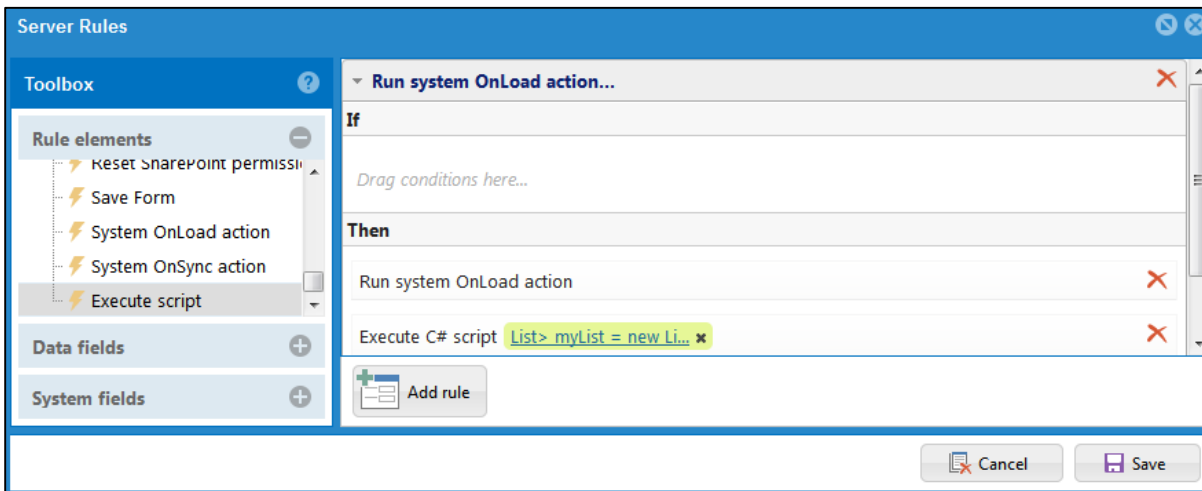 Server Rules
Toolbox
Rule elements
Reset SharePoint permissi
Save Form
System OnLoad action
System OnSync action
Execute script
Data fields
System fields
Run system OnLoad action...
If
Drag conditions here...
Then
Run system OnLoad action
Execute C# script List> myList = new Li...
Add rule
Cancel
Save